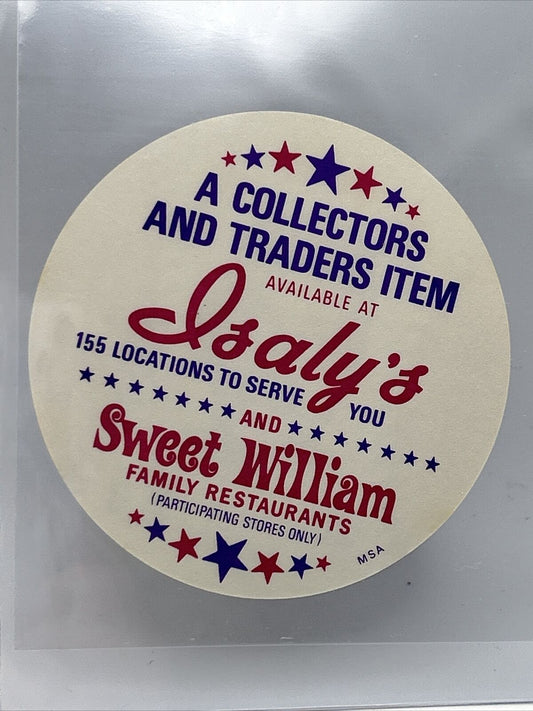 A COLLECTORS
AND TRADERS ITEM
AVAILABLE AT
Isaly's
155 LOCATIONS TO SERVE YOU
AND
Sweet William
FAMILY RESTAURANTS
(PARTICIPATING STORES ONLY)
MSA